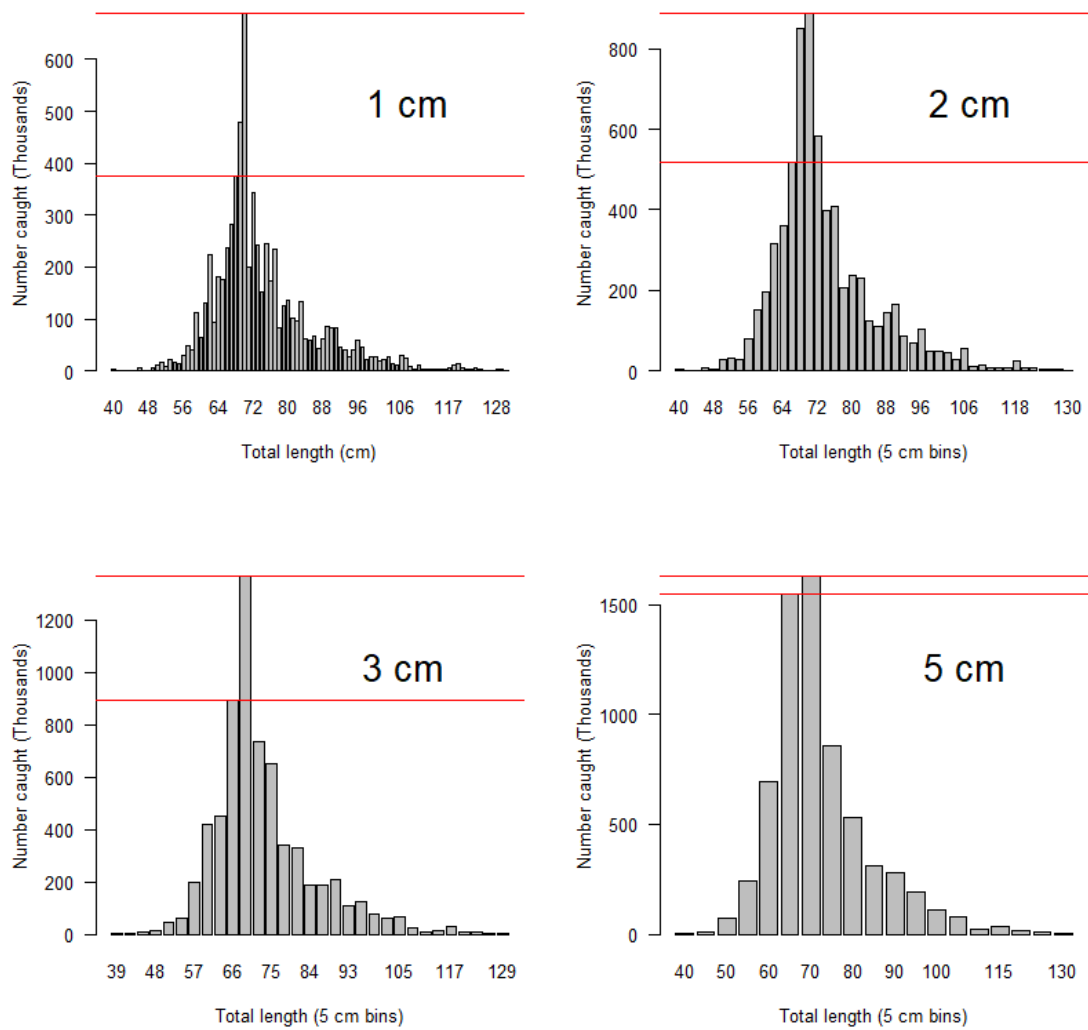 Number caught (Thousands)
600
500
400
300
200
100
0
1 cm
40 48 56 64 72 80 88 96 106 117 128
Total length (cm)
Number caught (Thousands)
800
600
400
200
0
2 cm
40 48 56 64 72 80 88 96 106 118 130
Total length (5 cm bins)
Number caught (Thousands)
1200
1000
800
600
400
200
0
3 cm
39 48 57 66 75 84 93 105 117 129
Total length (5 cm bins)
Number caught (Thousands)
1500
1000
500
0
5 cm
40 50 60 70 80 90 100 115 130
Total length (5 cm bins)